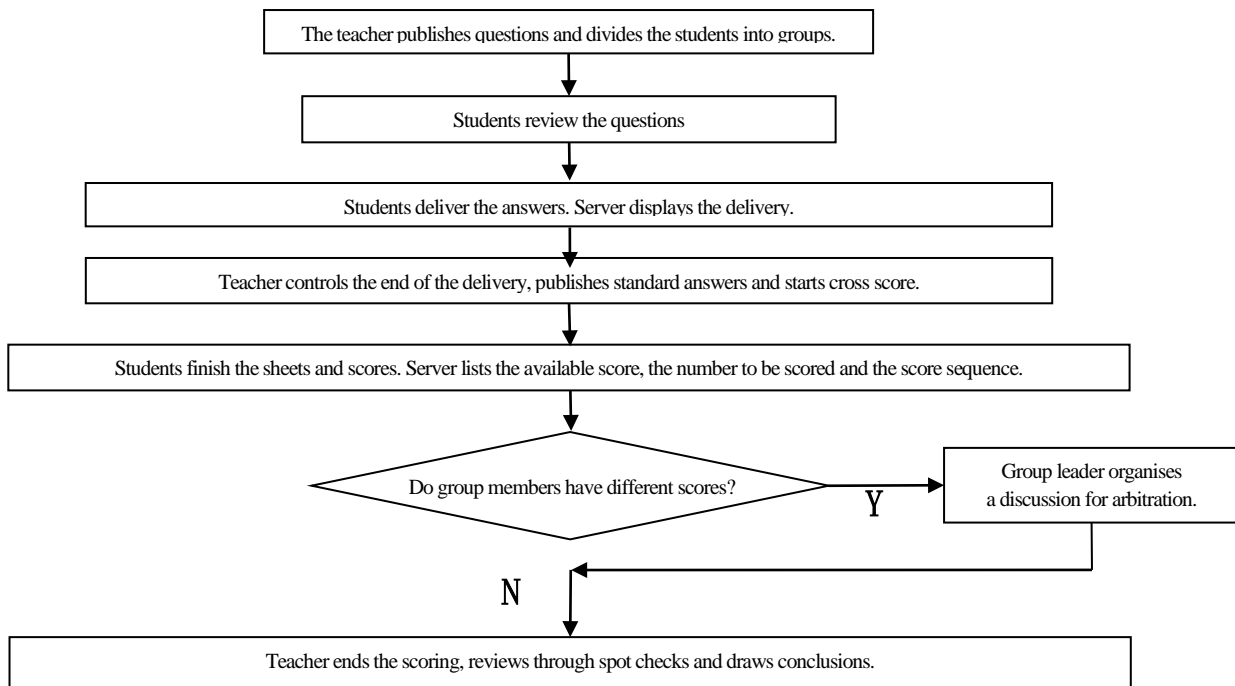 The teacher publishes questions and divides the students into groups.
Students review the questions
Students deliver the answers. Server displays the delivery.
Teacher controls the end of the delivery, publishes standard answers and starts cross score.
Students finish the sheets and scores. Server lists the available score, the number to be scored and the score sequence.
Do group members have different scores?
Y
Group leader organises
a discussion for arbitration.
N
Teacher ends the scoring, reviews through spot checks and draws conclusions.